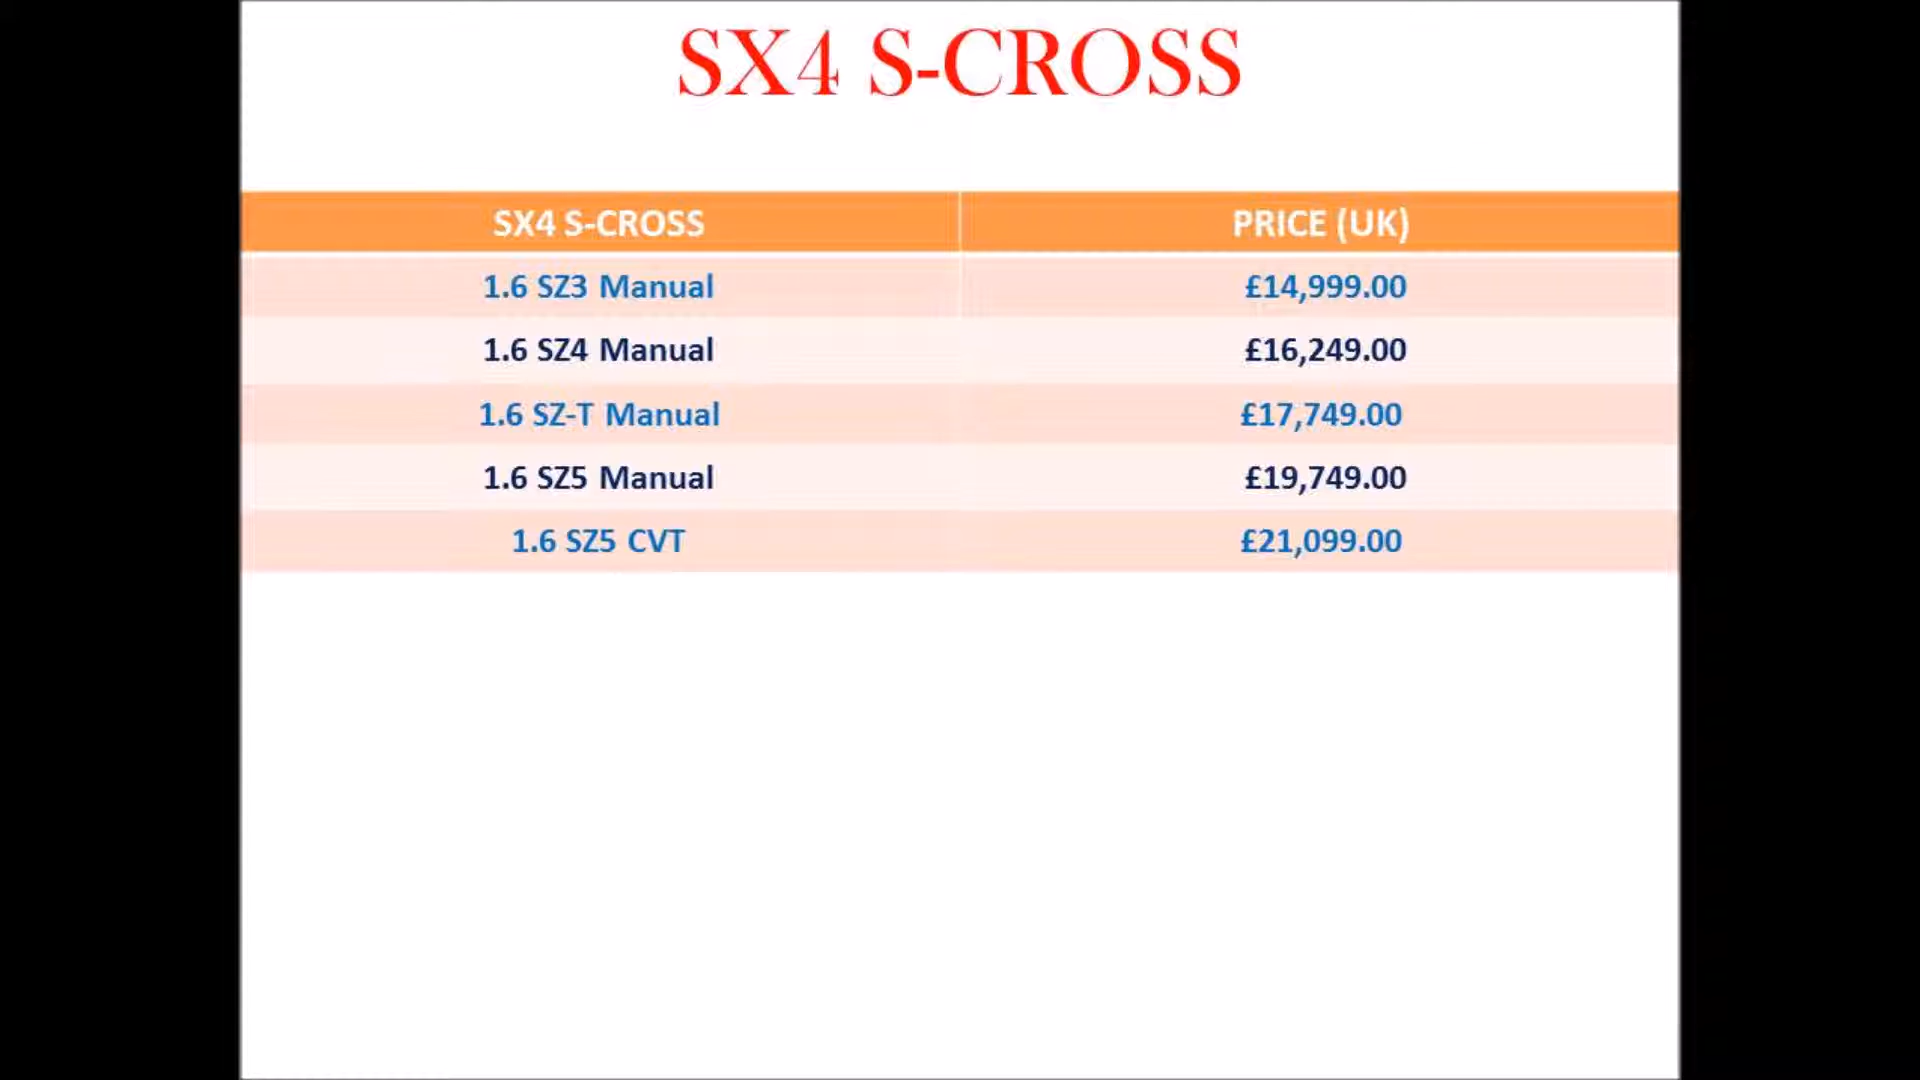 SX4 S-CROSS
SX4 S-CROSS PRICE (UK)
1.6 SZ3 Manual £14,999.00
1.6 SZ4 Manual £16,249.00
1.6 SZ-T Manual £17,749.00
1.6 SZ5 Manual £19,749.00
1.6 SZ5 CVT £21,099.00